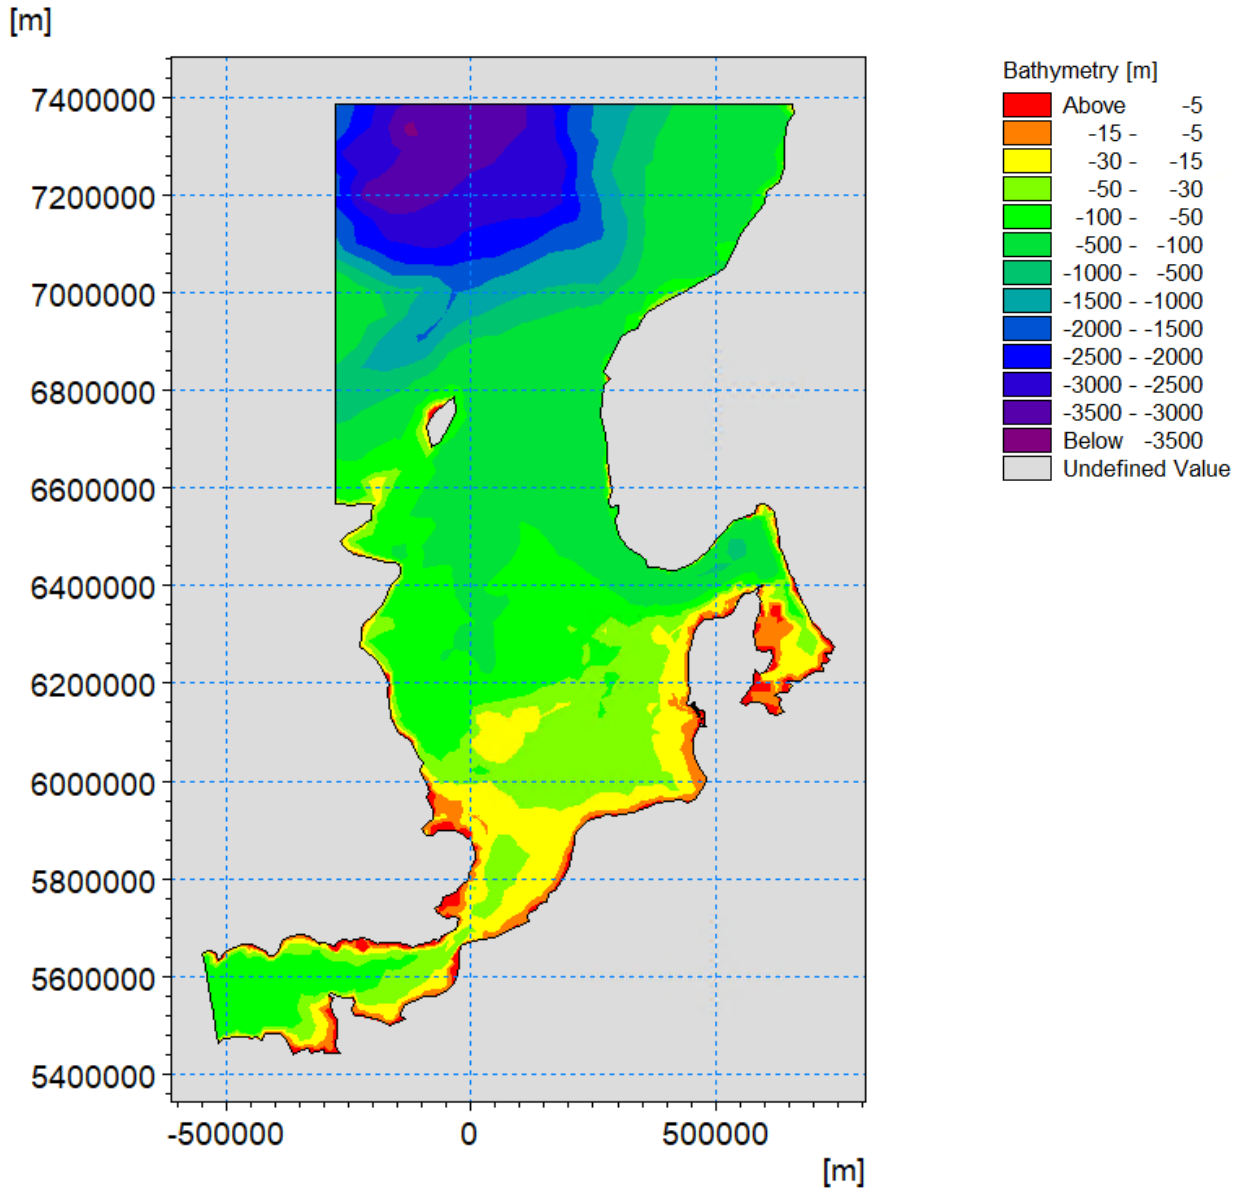 [m]
7400000
7200000
7000000
6800000
6600000
6400000
6200000
6000000
5800000
5600000
5400000
-500000 0 500000
[m]
Bathymetry [m]
Above -5
-15 - -5
-30 - -15
-50 - -30
-100 - -50
-500 - -100
-1000 - -500
-1500 - -1000
-2000 - -1500
-2500 - -2000
-3000 - -2500
-3500 - -3000
Below -3500
Undefined Value